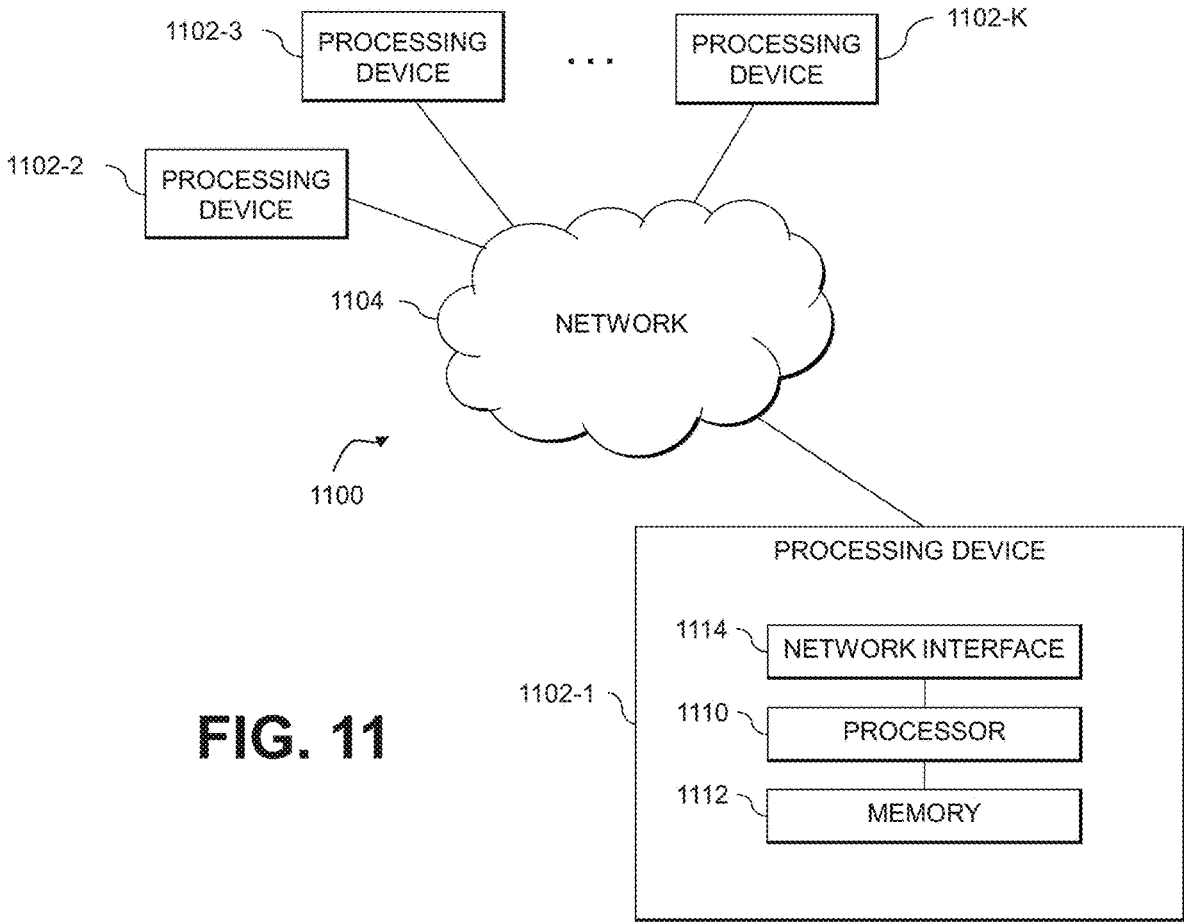 1102-3
PROCESSING
DEVICE
...
PROCESSING
DEVICE
1102-K
1102-2
PROCESSING
DEVICE
1104
NETWORK
1100
PROCESSING DEVICE
1114
NETWORK INTERFACE
1102-1
1110
PROCESSOR
1112
MEMORY
FIG. 11